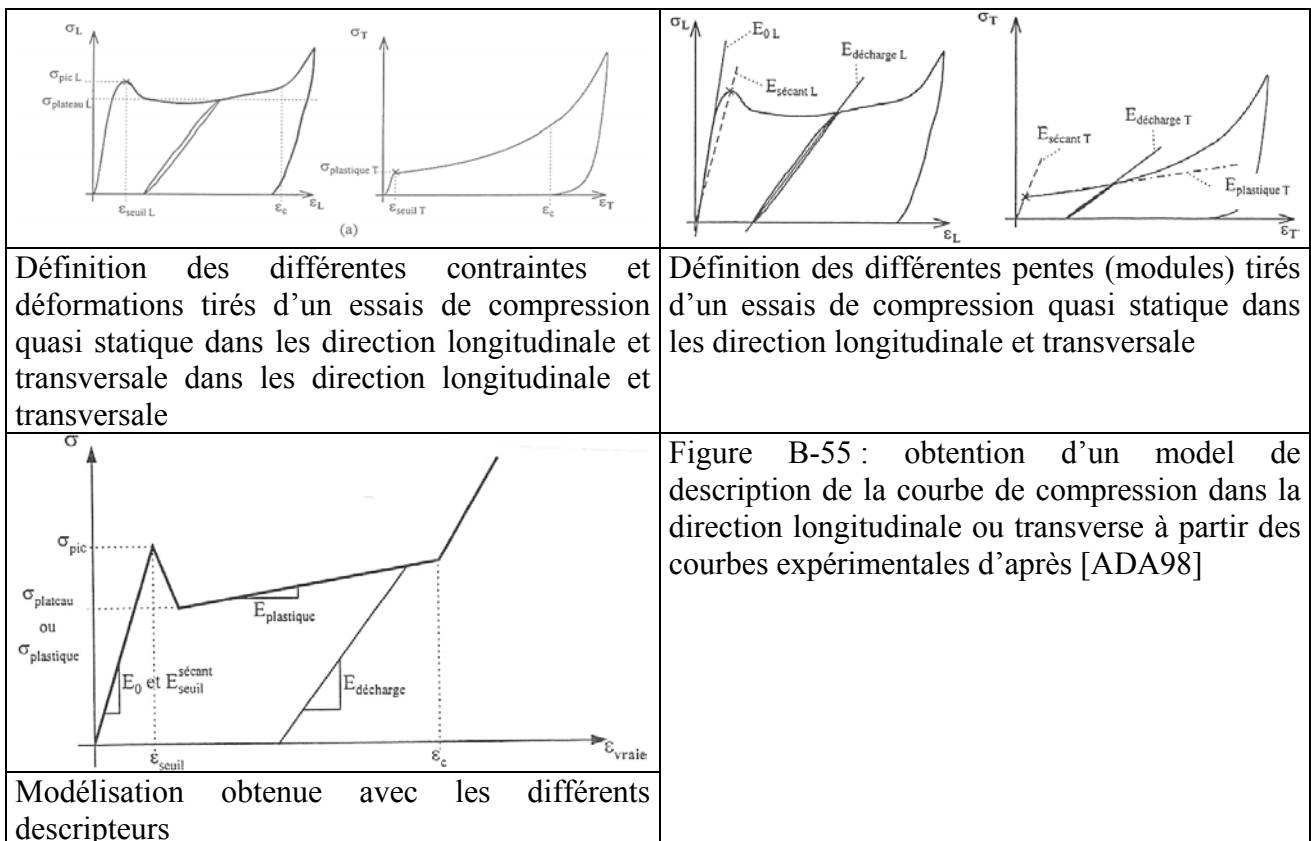 σL
σpic L
σplateau L
εseuil L
εc
εL
σT
σplastique T
εseuil T
εc
εT
(a)
σL
E0 L
Esécant L
Edécharge L
εL
σT
Esécant T
Edécharge T
Eplastique T
εT
Définition des différentes contraintes et
déformations tirés d’un essais de compression
quasi statique dans les direction longitudinale et
transversale dans les direction longitudinale et
transversale
Définition des différentes pentes (modules) tirés
d’un essais de compression quasi statique dans
les direction longitudinale et transversale
σ
σpic
σplateau
ou
σplastique
E0 et Eseuil sécant
Eplastique
Edécharge
εseuil
εc
εvraie
Figure B-55 : obtention d’un model de
description de la courbe de compression dans la
direction longitudinale ou transverse à partir des
courbes expérimentales d’après [ADA98]
Modélisation obtenue avec les différents
descripteurs